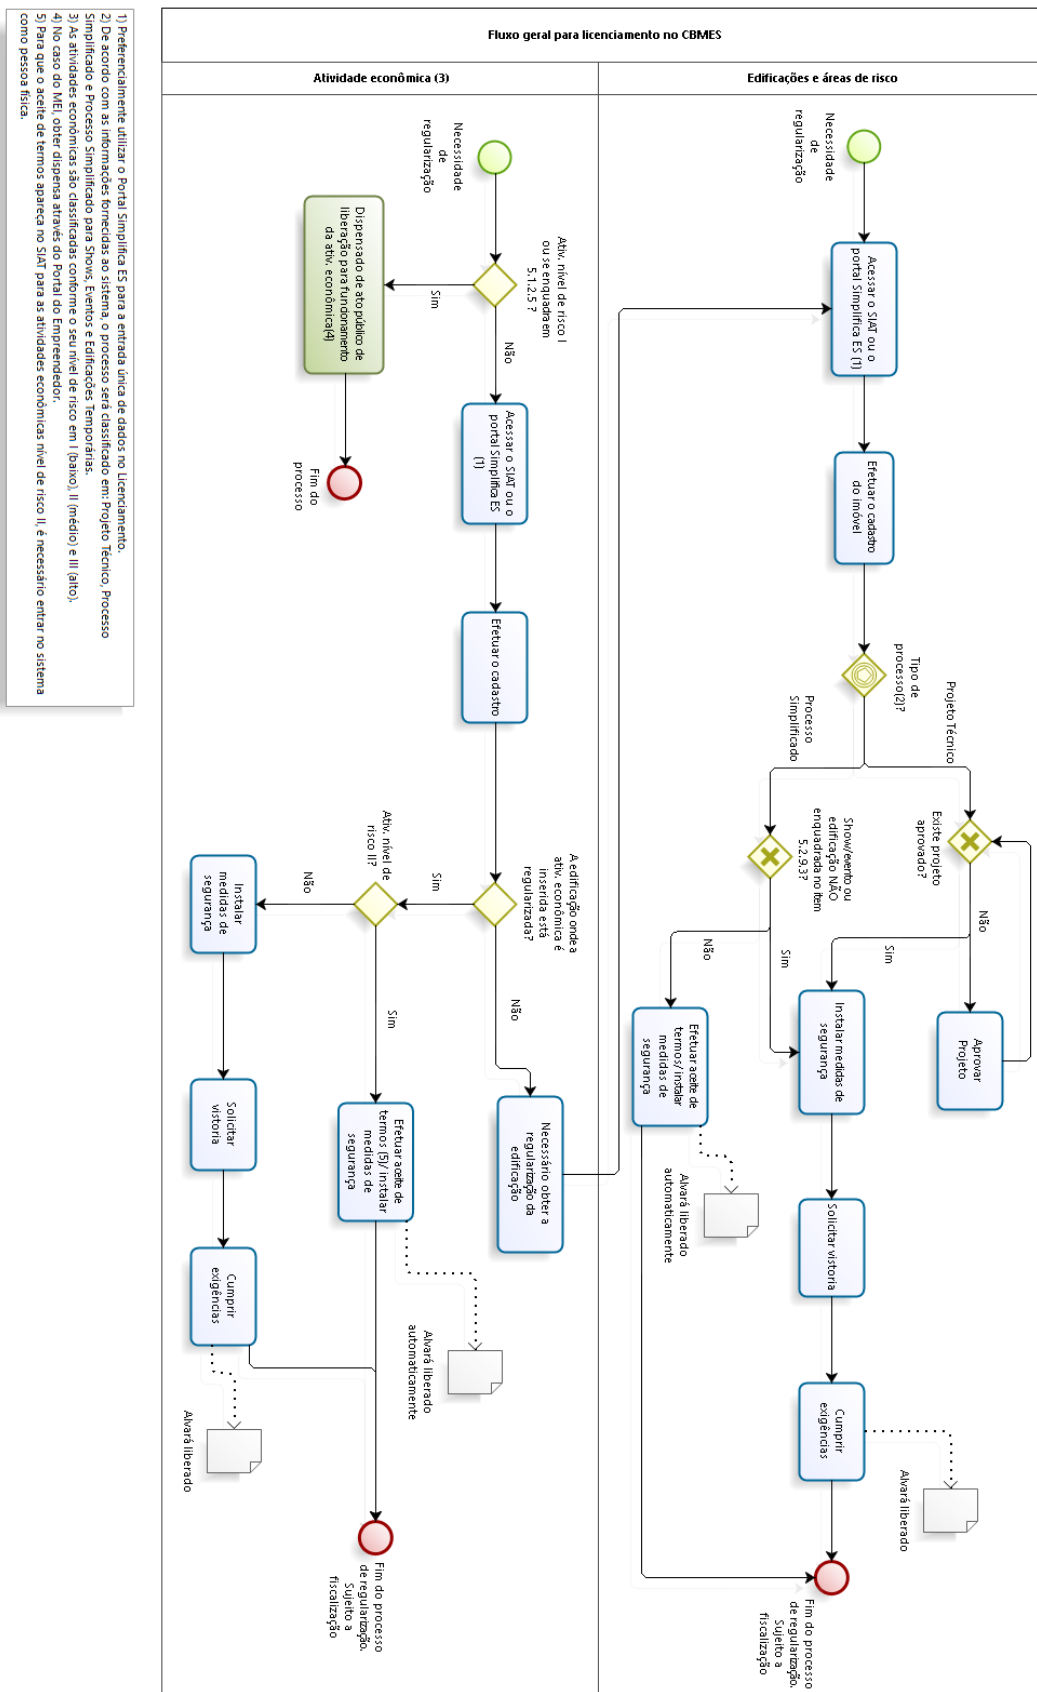 Fluxo geral para licenciamento no CBMES
Edificações e áreas de risco
Necessidade
de
regularização
Acessar o SIAT ou o
portal Simplifica ES (1)
Efetuar o cadastro
do imóvel
Tipo de
processo(2)?
Projeto Técnico
Processo
Simplificado
Existe projeto
aprovado?
Não
Sim
Aprovar
Projeto
Show/evento ou
edificação NÃO
enquadrada no item
5.2.9.3?
Sim
Não
Instalar medidas de
segurança
Efetuar aceite de
termos/ instalar
medidas de
segurança
Alvará liberado
automaticamente
Solicitar vistoria
Cumprir
exigências
Alvará liberado
Fim do processo
de regularização.
Sujeito a
fiscalização
Atividade econômica (3)
Necessidade
de
regularização
Ativ. nível de risco I
ou se enquadra em
5.1.2.5 ?
Sim
Não
Dispensado de ato público de
liberação para funcionamento
da ativ. econômica(4)
Fim do
processo
Acessar o SIAT ou o
portal Simplifica ES
(1)
Efetuar o cadastro
A edificação onde a
ativ. econômica é
inserida está
regularizada?
Não
Sim
Necessário obter a
regularização da
edificação
Ativ. nível de
risco II?
Sim
Não
Efetuar aceite de
termos (5)/ instalar
medidas de
segurança
Alvará liberado
automaticamente
Instalar
medidas de
segurança
Solicitar
vistoria
Cumprir
exigências
Alvará liberado
Fim do processo
de regularização.
Sujeito a
fiscalização
1) Preferencialmente utilizar o Portal Simplifica ES para a entrada única de dados no Licenciamento.
2) De acordo com as informações fornecidas ao sistema, o processo será classificado em: Projeto Técnico, Processo
Simplificado e Processo Simplificado para Shows, Eventos e Edificações Temporárias.
3) As atividades econômicas são classificadas conforme o seu nível de risco em I (baixo), II (médio) e III (alto).
4) No caso do MEI, obter dispensa através do Portal do Empreendedor.
5) Para que o aceite de termos apareça no SIAT para as atividades econômicas nível de risco II, é necessário entrar no sistema
como pessoa física.